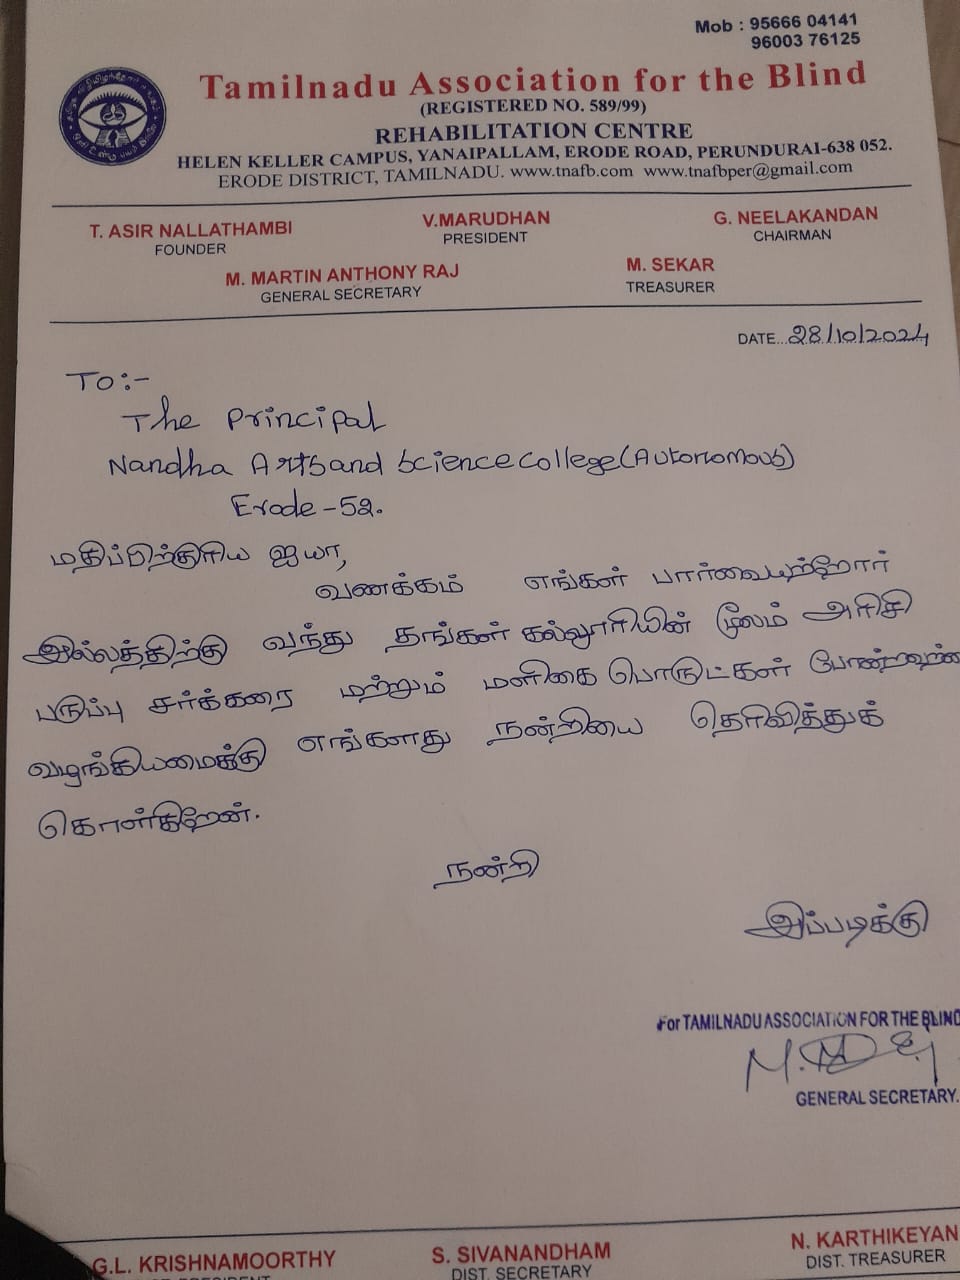 Mob : 95666 04141
96003 76125
Tamilnadu Association for the Blind
(REGISTERED NO. 589/99)
REHABILITATION CENTRE
HELEN KELLER CAMPUS, YANAIPALLAM, ERODE ROAD, PERUNDURAI-638 052.
ERODE DISTRICT, TAMILNADU. www.tnafb.com www.tnafbper@gmail.com
T. ASIR NALLATHAMBI V.MARUDHAN G. NEELAKANDAN
FOUNDER PRESIDENT CHAIRMAN
M. MARTIN ANTHONY RAJ M. SEKAR
GENERAL SECRETARY TREASURER
DATE...28/10/2024
To:-
The Principal
Nandha Arts and Science College (Autonomous)
Erode-52.
மதிப்பிற்குரிய ஐயா,
வணக்கம் எங்கள் பார்வையற்றோர்
இல்லத்திற்கு வந்து தங்கள் கல்லூரியின் மூலம் அரிசி
பருப்பு சர்க்கரை மற்றும் மளிகை பொருட்கள் போன்றவற்றை
வழங்கியமைக்கு எங்களது நன்றியை தெரிவித்துக்
கொள்கிறேன்.
நன்றி
இப்படிக்கு
For TAMILNADU ASSOCIATION FOR THE BLIND
GENERAL SECRETARY.
G.L. KRISHNAMOORTHY S. SIVANANDHAM N. KARTHIKEYAN
PRESIDENT DIST. SECRETARY DIST. TREASURER